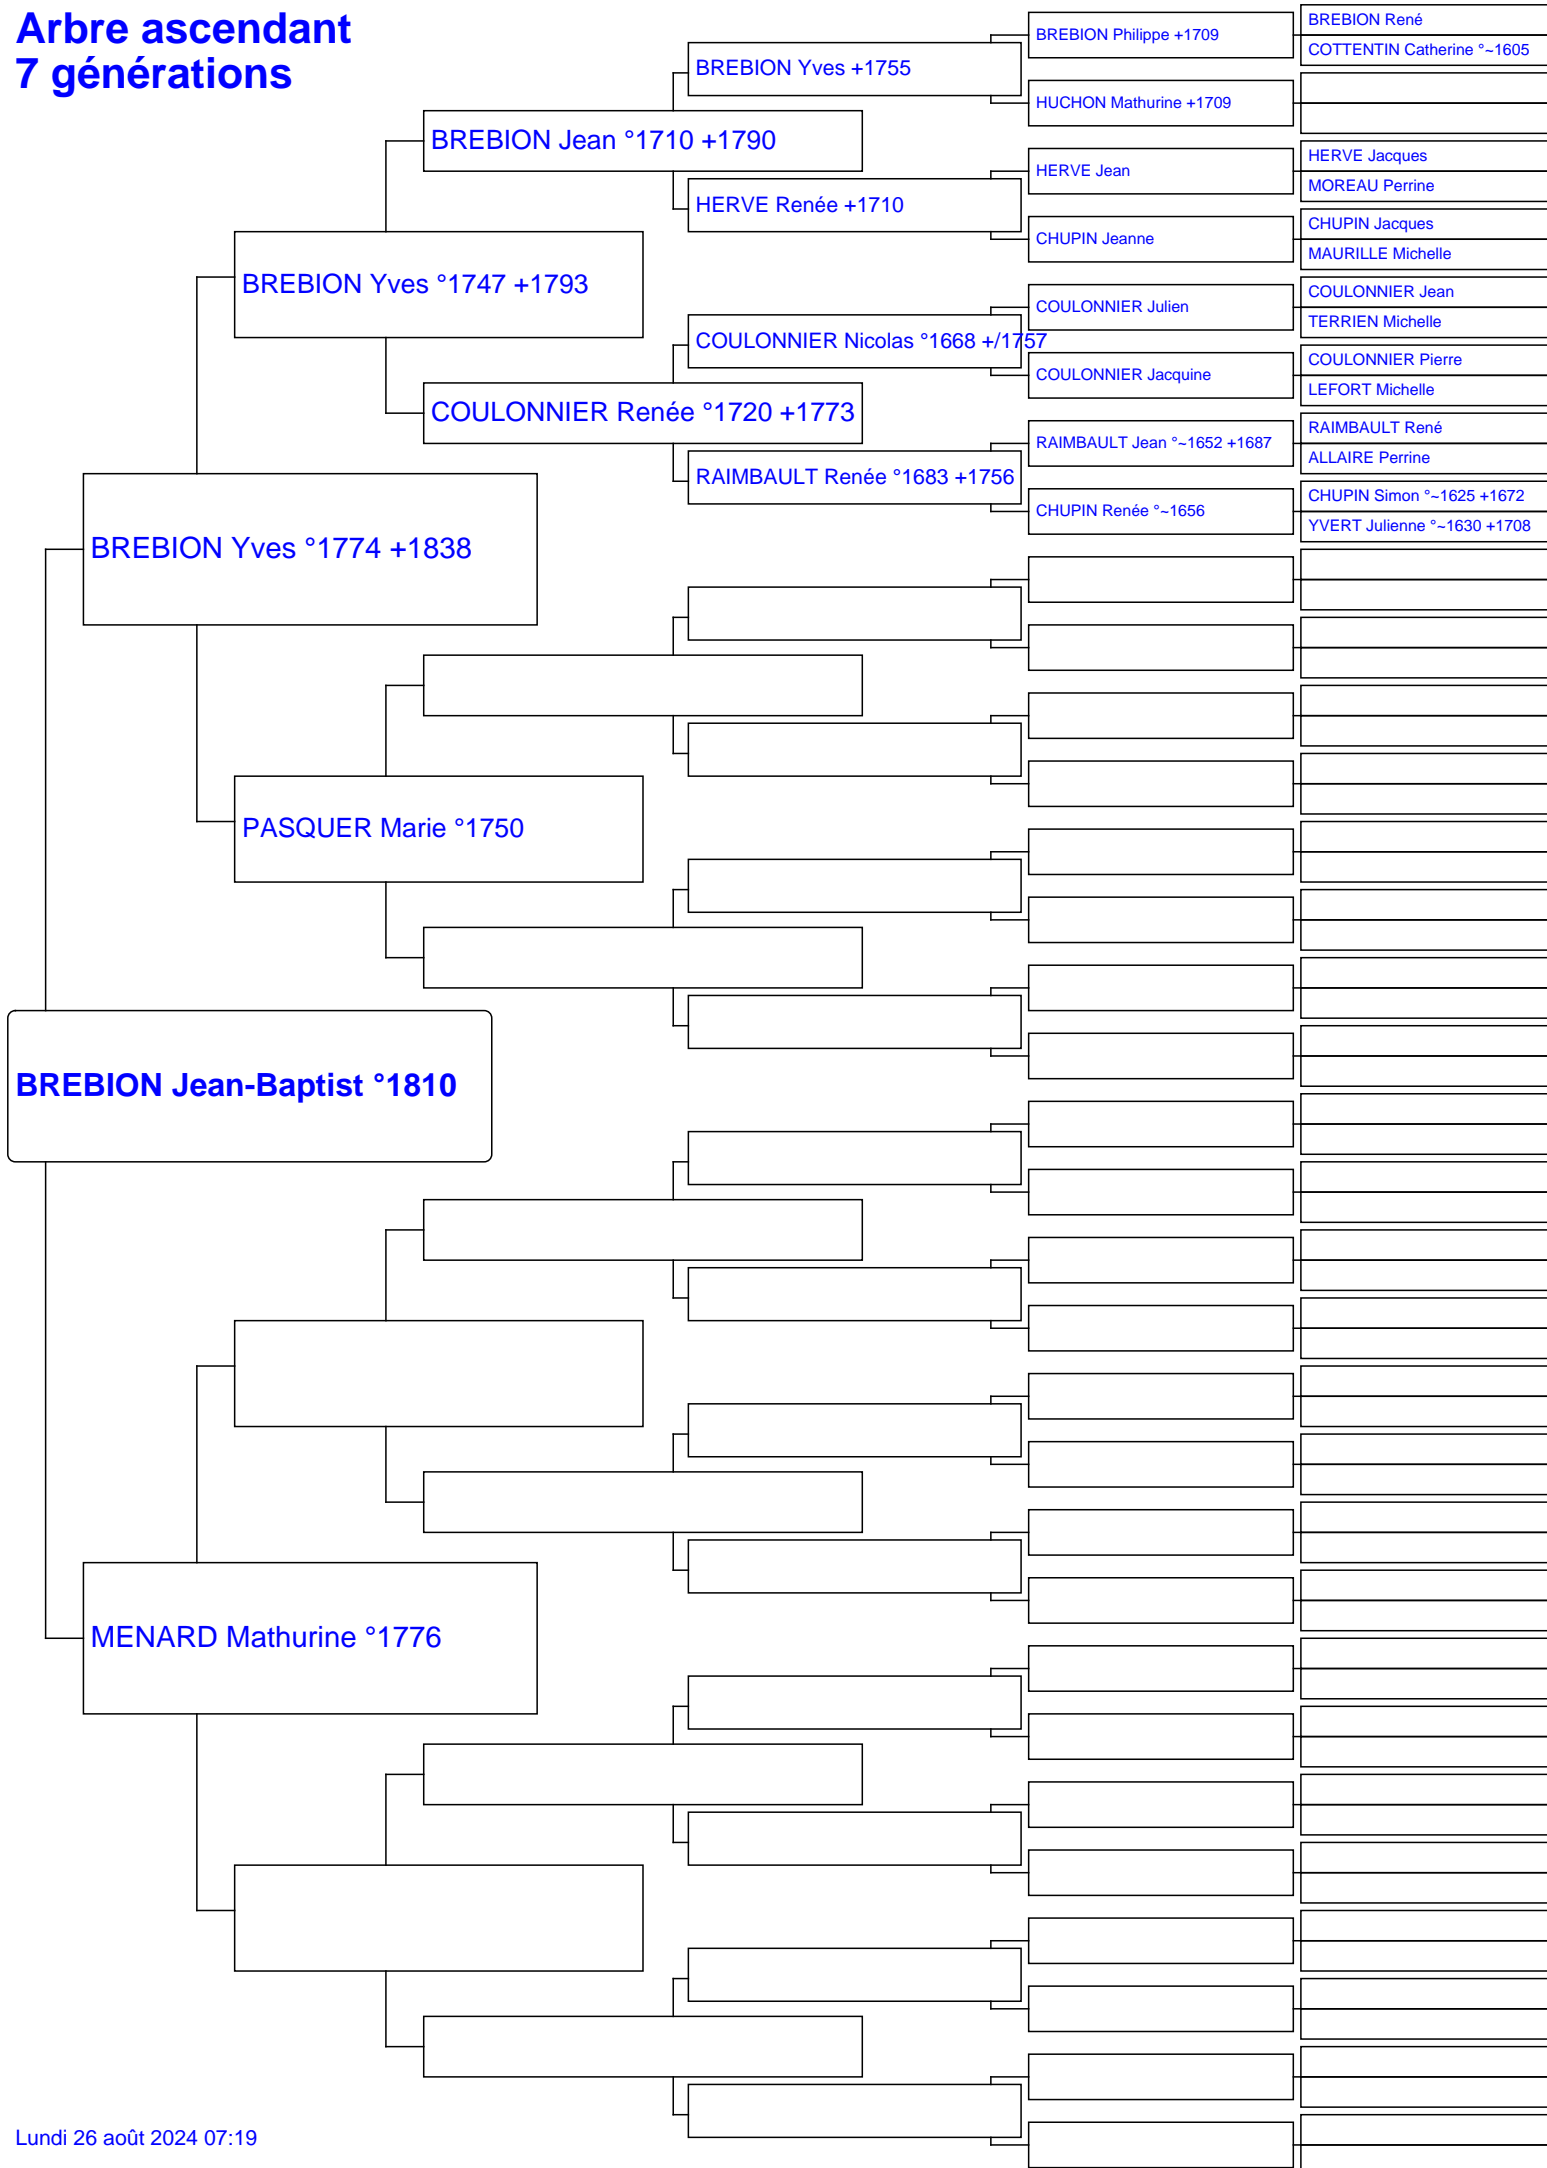 Arbre ascendant
7 générations
BREBION Jean-Baptist °1810
BREBION Yves °1774 +1838
MENARD Mathurine °1776
BREBION Yves °1747 +1793
PASQUER Marie °1750
BREBION Jean °1710 +1790
COULONNIER Renée °1720 +1773
BREBION Yves +1755
HERVE Renée +1710
COULONNIER Nicolas °1668 +/1757
RAIMBAULT Renée °1683 +1756
BREBION Philippe +1709
HUCHON Mathurine +1709
HERVE Jean
CHUPIN Jeanne
COULONNIER Julien
COULONNIER Jacquine
RAIMBAULT Jean °~1652 +1687
CHUPIN Renée °~1656
BREBION René
COTTENTIN Catherine °~1605
HERVE Jacques
MOREAU Perrine
CHUPIN Jacques
MAURILLE Michelle
COULONNIER Jean
TERRIEN Michelle
COULONNIER Pierre
LEFORT Michelle
RAIMBAULT René
ALLAIRE Perrine
CHUPIN Simon °~1625 +1672
YVERT Julienne °~1630 +1708
Lundi 26 août 2024 07:19